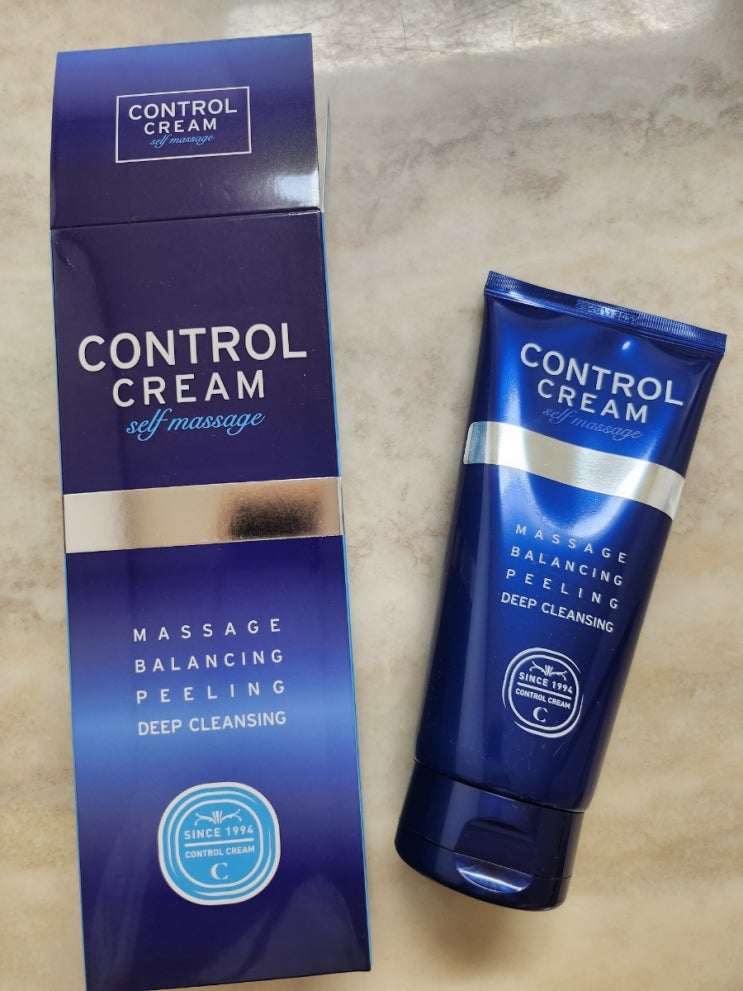 CONTROL
CREAM
self massage
CONTROL
CREAM
self massage
MASSAGE
BALANCING
PEELING
DEEP CLEANSING
SINCE 1994
CONTROL CREAM
C
CONTROL
CREAM
self massage
MASSAGE
BALANCING
PEELING
DEEP CLEANSING
SINCE 1994
CONTROL CREAM
C